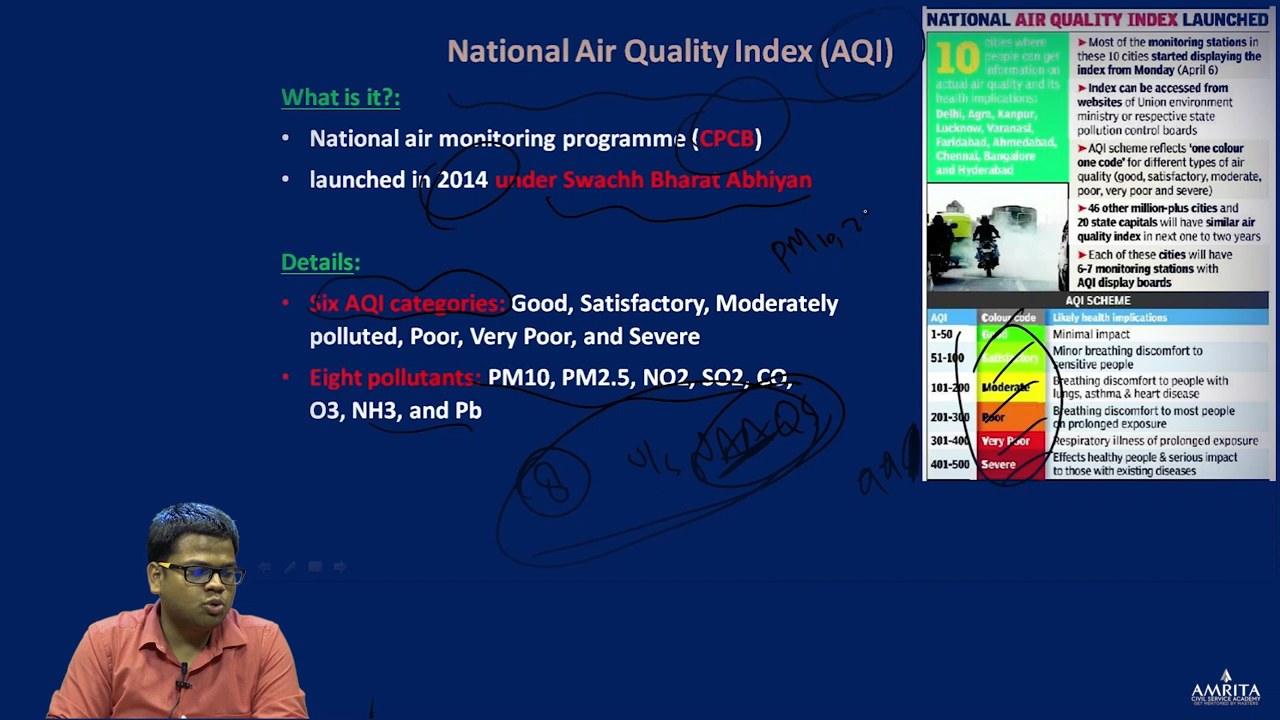 National Air Quality Index (AQI)
What is it?:
• National air monitoring programme (CPCB)
• launched in 2014 under Swachh Bharat Abhiyan
Details:
• Six AQI categories: Good, Satisfactory, Moderately
polluted, Poor, Very Poor, and Severe
• Eight pollutants: PM10, PM2.5, NO2, SO2, CO,
O3, NH3, and Pb
8
NATIONAL AIR QUALITY INDEX LAUNCHED
10 cities where
people can get
information on
actual air quality and its
health implications:
Delhi, Agra, Kanpur,
Lucknow, Varanasi,
Faridabad, Ahmedabad,
Chennai, Bangalore
and Hyderabad
➤ Most of the monitoring stations in
these 10 cities started displaying the
index from Monday (April 6)
➤ Index can be accessed from
websites of Union environment
ministry or respective state
pollution control boards
➤ AQI scheme reflects 'one colour
one code' for different types of air
quality (good, satisfactory, moderate,
poor, very poor and severe)
➤ 46 other million-plus cities and
20 state capitals will have similar air
quality index in next one to two years
➤ Each of these cities will have
6-7 monitoring stations with
AQI display boards
AQI SCHEME
AQI Colour code Likely health implications
1-50 Good Minimal impact
51-100 Satisfactory Minor breathing discomfort to
sensitive people
101-200 Moderate Breathing discomfort to people with
lungs, asthma & heart disease
201-300 Poor Breathing discomfort to most people
on prolonged exposure
301-400 Very Poor Respiratory illness of prolonged exposure
401-500 Severe Effects healthy people & serious impact
to those with existing diseases
AMRITA
CIVIL SERVICE ACADEMY
GET MENTORED BY MASTERS